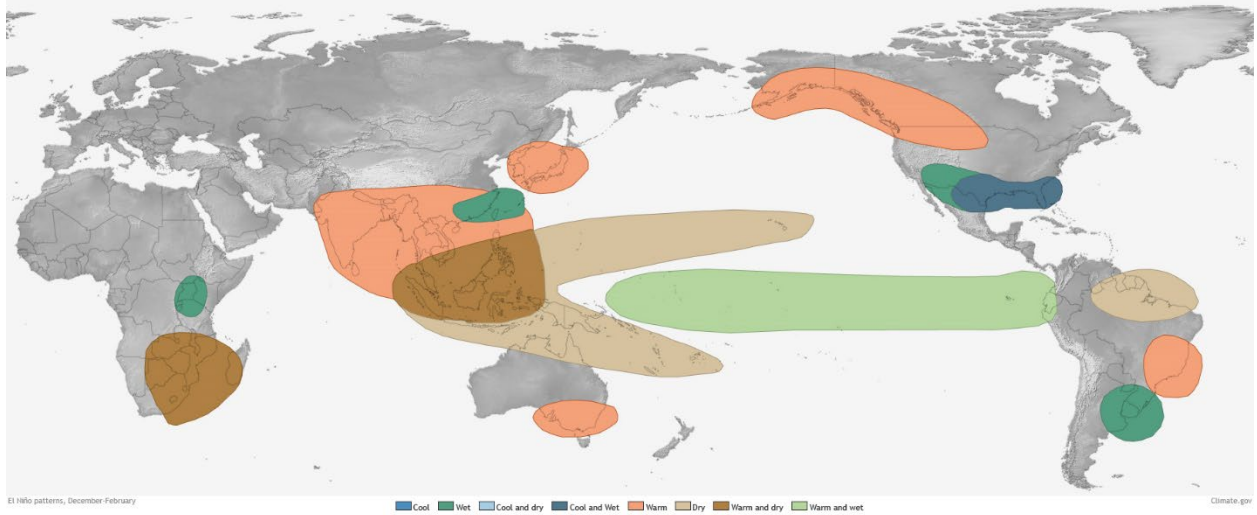 El Niño patterns, December-February
Climate.gov
Cool Wet Cool and dry Cool and Wet Warm Dry Warm and dry Warm and wet